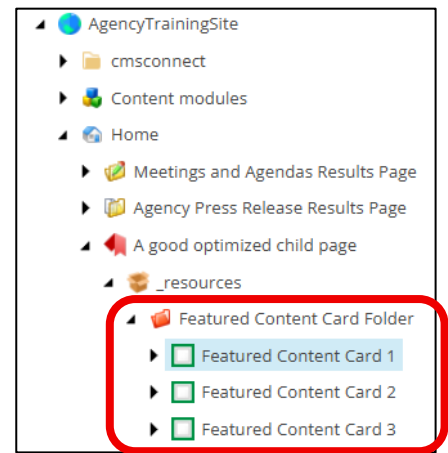 AgencyTrainingSite
cmsconnect
Content modules
Home
Meetings and Agendas Results Page
Agency Press Release Results Page
A good optimized child page
_resources
Featured Content Card Folder
Featured Content Card 1
Featured Content Card 2
Featured Content Card 3